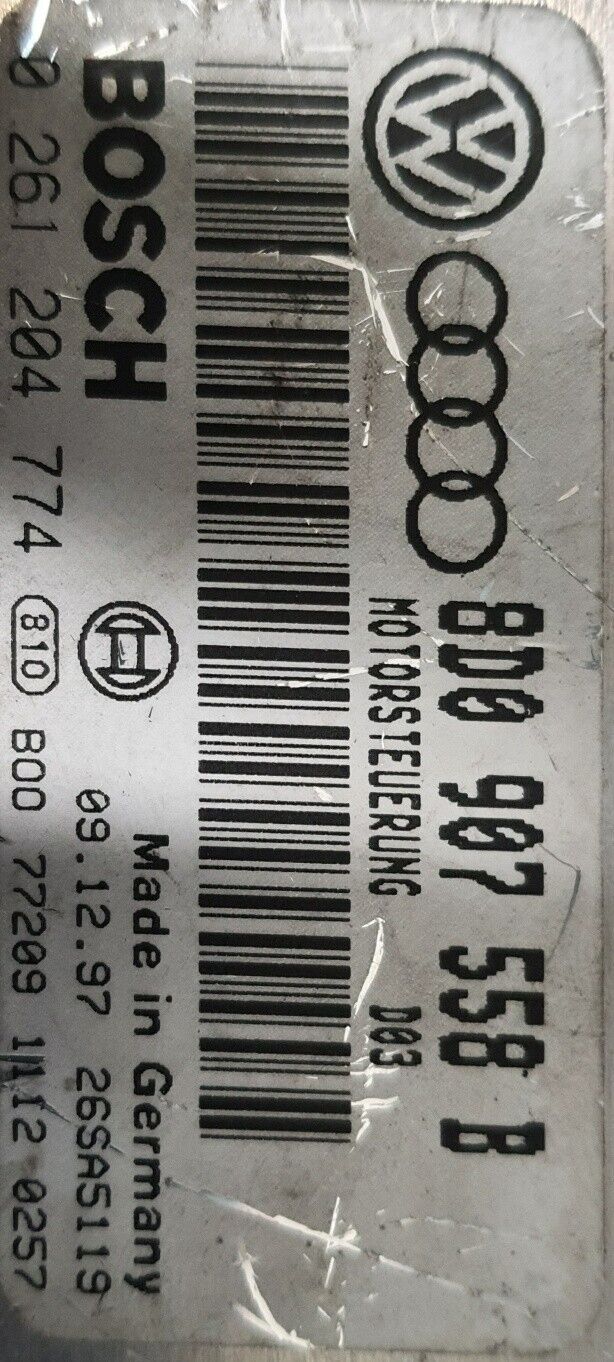 8D0 907 558 B
MOTORSTEUERUNG D03
BOSCH Made in Germany
09.12.97 26SA5119
0 261 204 774 810 B00 77209 1112 0257